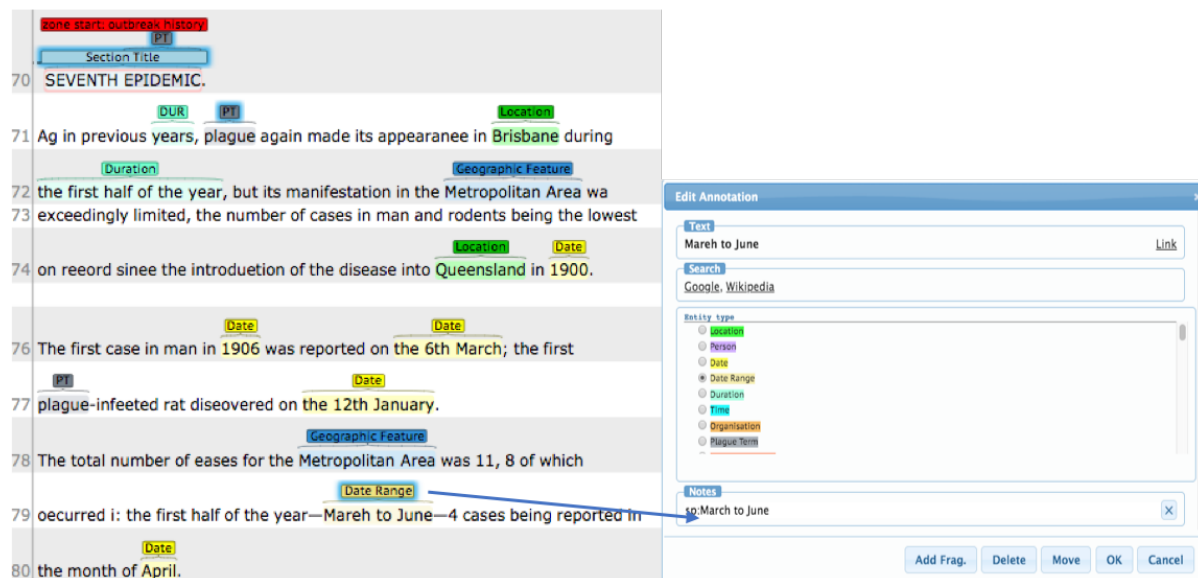 zone start: outbreak history
PT
Section Title
70 SEVENTH EPIDEMIC.
DUR PT Location
71 Ag in previous years, plague again made its appearanee in Brisbane during
Duration Geographic Feature
72 the first half of the year, but its manifestation in the Metropolitan Area wa
73 exceedingly limited, the number of cases in man and rodents being the lowest
Location Date
74 on reeord sinee the introduetion of the disease into Queensland in 1900.
Date Date
76 The first case in man in 1906 was reported on the 6th March; the first
PT Date
77 plague-infeeted rat diseovered on the 12th January.
Geographic Feature
78 The total number of eases for the Metropolitan Area was 11, 8 of which
Date Range
79 oecurred i: the first half of the year—Mareh to June—4 cases being reported in
Date
80 the month of April.
Edit Annotation
Text
Mareh to June Link
Search
Google, Wikipedia
Entity type
Location
Person
Date
Date Range
Duration
Time
Organisation
Plague Term
Notes
sp:March to June X
Add Frag. Delete Move OK Cancel